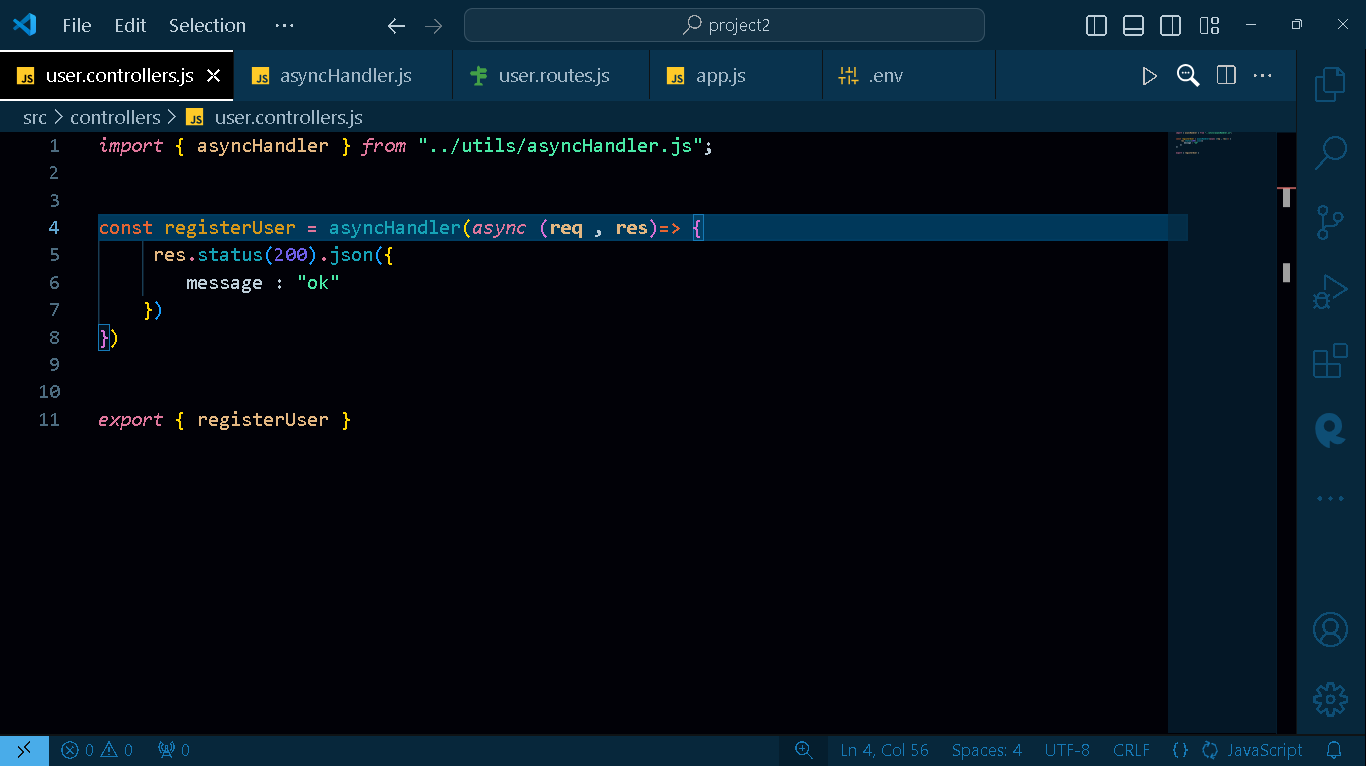 File Edit Selection ··· project2
user.controllers.js asyncHandler.js user.routes.js app.js .env
src > controllers > JS user.controllers.js
1 import { asyncHandler } from "../utils/asyncHandler.js";
2
3
4 const registerUser = asyncHandler(async (req , res)=> {
5 res.status(200).json({
6 message : "ok"
7 })
8 })
9
10
11 export { registerUser }
0 0 0 Ln 4, Col 56 Spaces: 4 UTF-8 CRLF {} JavaScript